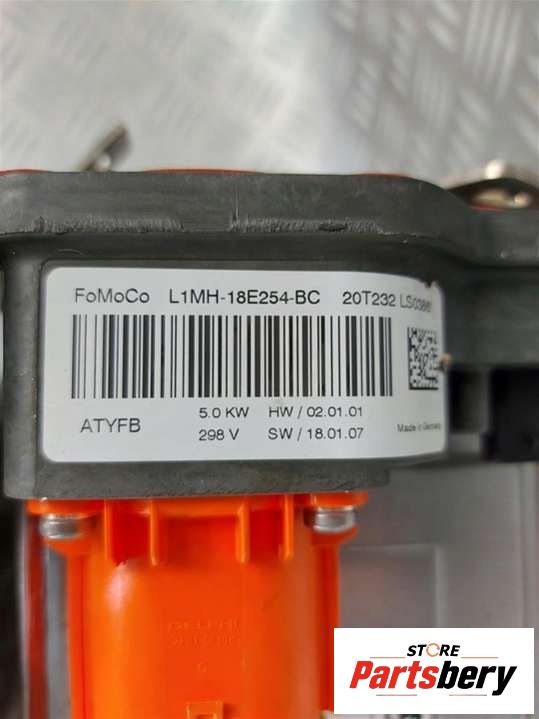 FoMoCo L1MH-18E254-BC 20T232
ATYFB
5.0 KW HW / 02.01.01
298 V SW / 18.01.07
Made in Germany
DELPHI
STORE
Partsbery